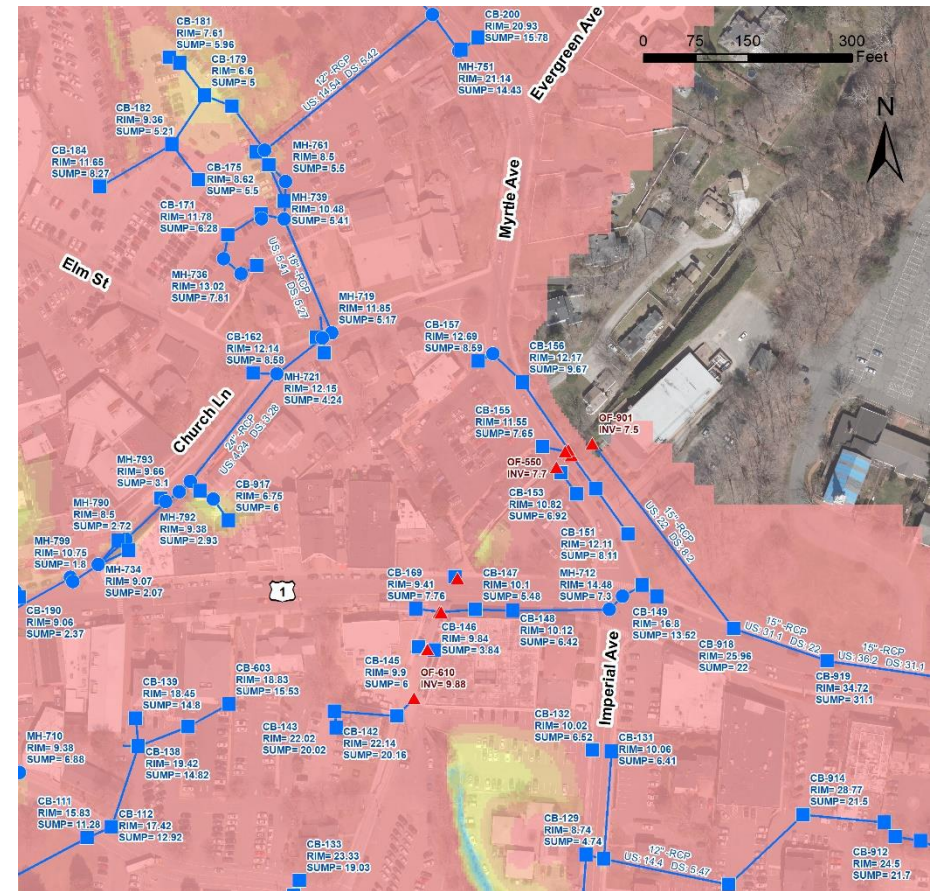 CB-181
RIM= 7.61
SUMP= 5.96
CB-179
RIM= 6.6
SUMP= 5
CB-200
RIM= 20.93
SUMP= 15.78
MH-751
RIM= 21.14
SUMP= 14.43
Evergreen Ave
0 75 150 300
Feet
N
12"-RCP
US: 14.54 DS: 5.42
CB-182
RIM= 9.36
SUMP= 5.21
CB-184
RIM= 11.65
SUMP= 8.27
CB-175
RIM= 8.62
SUMP= 5.5
MH-761
RIM= 8.5
SUMP= 5.5
MH-739
RIM= 10.48
SUMP= 5.41
CB-171
RIM= 11.78
SUMP= 6.28
Myrtle Ave
Elm St
MH-736
RIM= 13.02
SUMP= 7.81
18"-RCP
US: 5.41 DS: 5.27
MH-719
RIM= 11.85
SUMP= 5.17
CB-162
RIM= 12.14
SUMP= 8.58
CB-157
RIM= 12.69
SUMP= 8.59
CB-156
RIM= 12.17
SUMP= 9.67
MH-721
RIM= 12.15
SUMP= 4.24
Church Ln
24"-RCP
US: 4.24 DS: 3.28
CB-155
RIM= 11.55
SUMP= 7.65
OF-901
INV= 7.5
OF-550
INV= 7.7
MH-793
RIM= 9.66
SUMP= 3.1
CB-917
RIM= 6.75
SUMP= 6
CB-153
RIM= 10.82
SUMP= 6.92
15"-RCP
US: 22 DS: 8.2
MH-790
RIM= 8.5
SUMP= 2.72
MH-792
RIM= 9.38
SUMP= 2.93
CB-151
RIM= 12.11
SUMP= 8.11
MH-799
RIM= 10.75
SUMP= 1.8
MH-734
RIM= 9.07
SUMP= 2.07
1
CB-169
RIM= 9.41
SUMP= 7.76
CB-147
RIM= 10.1
SUMP= 5.48
MH-712
RIM= 14.48
SUMP= 7.3
CB-190
RIM= 9.06
SUMP= 2.37
CB-146
RIM= 9.84
SUMP= 3.84
CB-148
RIM= 10.12
SUMP= 6.42
CB-149
RIM= 16.8
SUMP= 13.52
15"-RCP
US: 31.1 DS: 22
15"-RCP
US: 36.2 DS: 31.1
CB-918
RIM= 25.96
SUMP= 22
CB-919
RIM= 34.72
SUMP= 31.1
CB-145
RIM= 9.9
SUMP= 6
OF-610
INV= 9.88
Imperial Ave
CB-603
RIM= 18.83
SUMP= 15.53
CB-139
RIM= 18.45
SUMP= 14.8
CB-143
RIM= 22.02
SUMP= 20.02
CB-142
RIM= 22.14
SUMP= 20.16
CB-132
RIM= 10.02
SUMP= 6.52
CB-131
RIM= 10.06
SUMP= 6.41
MH-710
RIM= 9.38
SUMP= 6.88
CB-138
RIM= 19.42
SUMP= 14.82
CB-111
RIM= 15.83
SUMP= 11.28
CB-112
RIM= 17.42
SUMP= 12.92
CB-914
RIM= 28.77
SUMP= 21.5
CB-129
RIM= 8.74
SUMP= 4.74
CB-133
RIM= 23.33
SUMP= 19.03
12"-RCP
US: 14.4 DS: 5.47
CB-912
RIM= 24.5
SUMP= 21.7